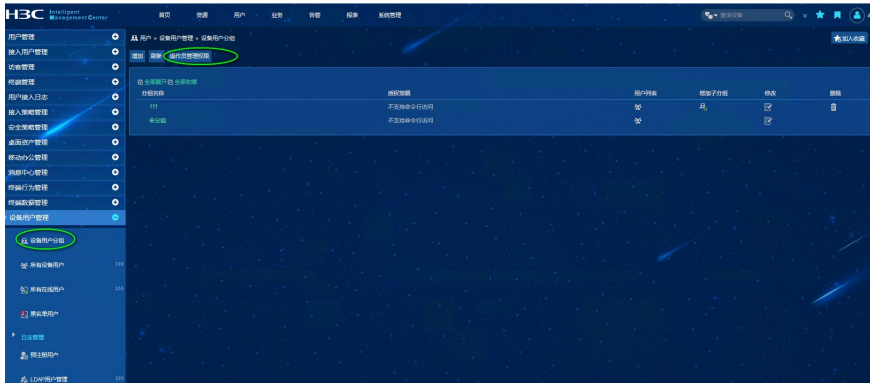 H3C Intelligent Management Center
首页 资源 用户 业务 告警 报表 系统管理 查询设备
用户管理
接入用户管理
访客管理
终端管理
用户接入日志
接入策略管理
安全策略管理
桌面资产管理
移动办公管理
消息中心管理
终端行为管理
终端数据管理
设备用户管理
设备用户分组
所有设备用户 >>>
所有在线用户 >>>
黑名单用户
日志管理
预注册用户
LDAP用户管理 >>>
用户 > 设备用户管理 > 设备用户分组 加入收藏
增加 刷新 操作员管理权限
全部展开 全部收缩
分组名称 授权策略 用户列表 增加子分组 修改 删除
111 不支持命令行访问
未分组 不支持命令行访问